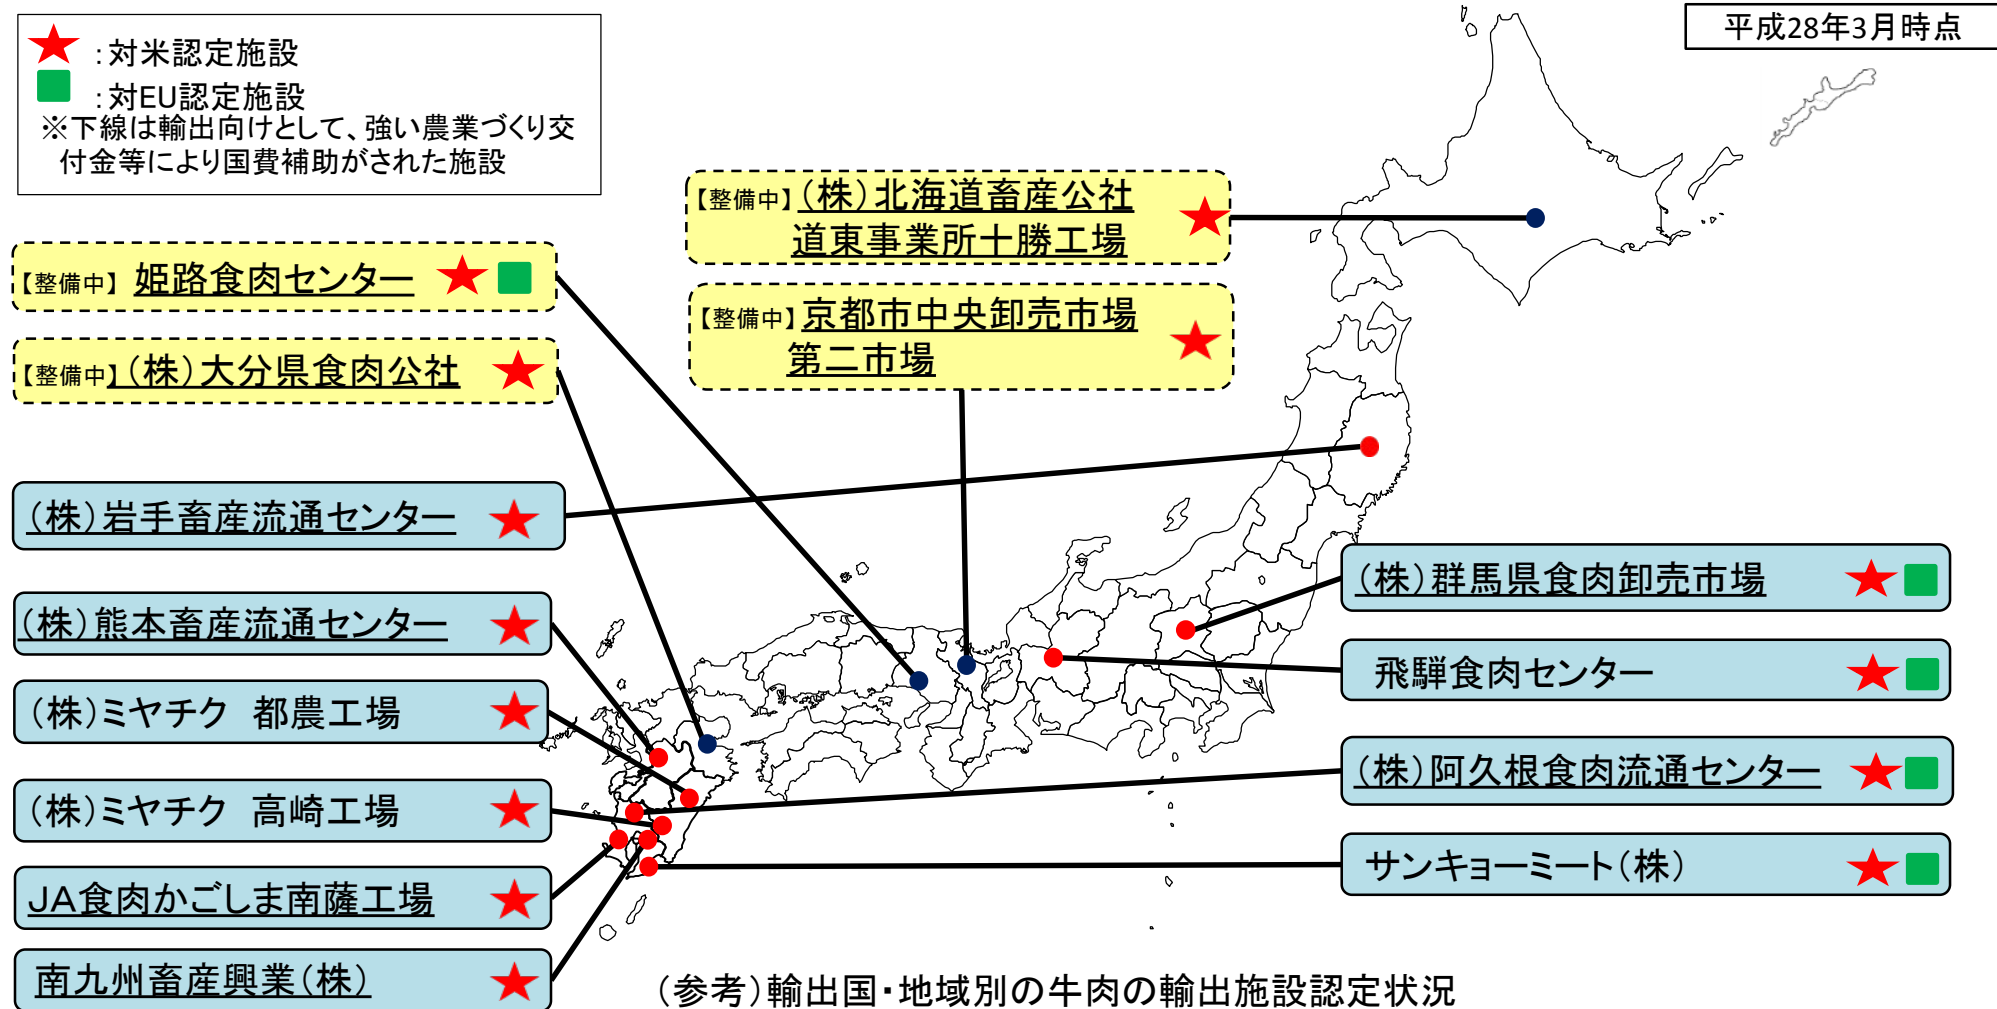 平成28年3月時点
:対米認定施設
:対EU認定施設
※下線は輸出向けとして、強い農業づくり交
付金等により国費補助がされた施設
【整備中】(株)北海道畜産公社
道東事業所十勝工場
【整備中】姫路食肉センター
【整備中】京都市中央卸売市場
第二市場
【整備中】(株)大分県食肉公社
(株)岩手畜産流通センター
(株)熊本畜産流通センター
(株)ミヤチク 都農工場
(株)ミヤチク 高崎工場
JA食肉かごしま南薩工場
南九州畜産興業(株)
(株)群馬県食肉卸売市場
飛騨食肉センター
(株)阿久根食肉流通センター
サンキョーミート(株)
(参考)輸出国・地域別の牛肉の輸出施設認定状況